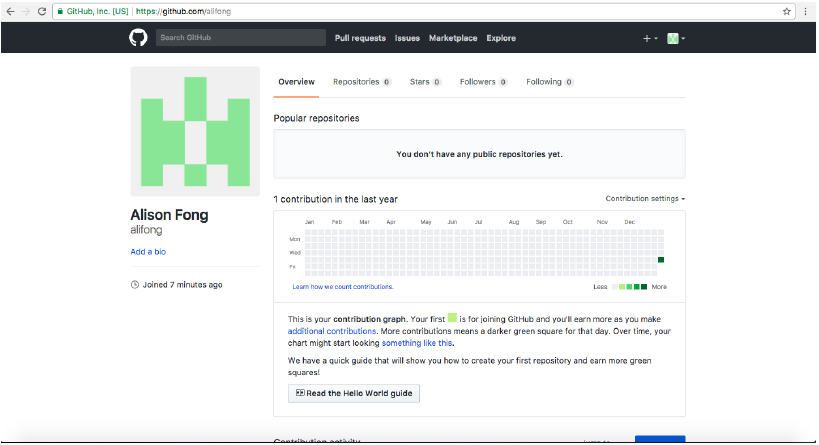 GitHub, Inc. [US] | https://github.com/alifong
Search GitHub
Pull requests Issues Marketplace Explore
Overview Repositories 0 Stars 0 Followers 0 Following 0
Popular repositories
You don't have any public repositories yet.
1 contribution in the last year
Contribution settings
Jan Feb Mar Apr May Jun Jul Aug Sep Oct Nov Dec
Mon
Wed
Fri
Learn how we count contributions.
Less More
Alison Fong
alifong
Add a bio
Joined 7 minutes ago
This is your contribution graph. Your first is for joining GitHub and you'll earn more as you make
additional contributions. More contributions means a darker green square for that day. Over time, your
chart might start looking something like this.
We have a quick guide that will show you how to create your first repository and earn more green
squares!
Read the Hello World guide
Contribution activity
Jump to